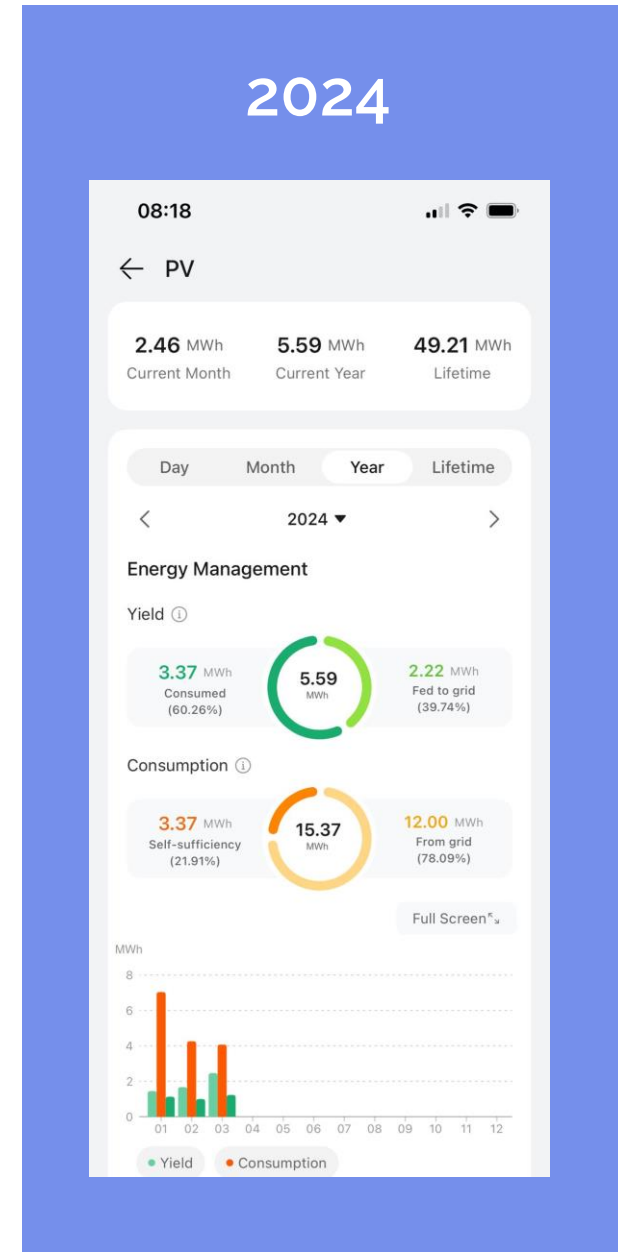 2024
08:18
PV
2.46 MWh 5.59 MWh 49.21 MWh
Current Month Current Year Lifetime
Day Month Year Lifetime
2024
Energy Management
Yield
3.37 MWh
Consumed
(60.26%)
5.59
MWh
2.22 MWh
Fed to grid
(39.74%)
Consumption
3.37 MWh
Self-sufficiency
(21.91%)
15.37
MWh
12.00 MWh
From grid
(78.09%)
Full Screen
MWh
8
6
4
2
0
01 02 03 04 05 06 07 08 09 10 11 12
Yield Consumption